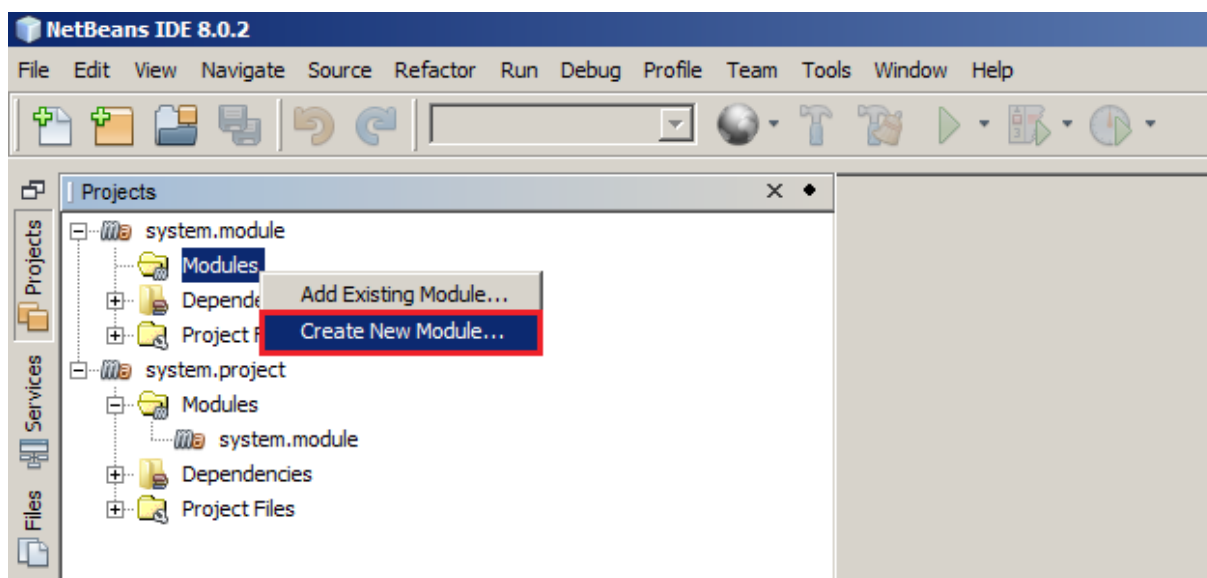 NetBeans IDE 8.0.2
File Edit View Navigate Source Refactor Run Debug Profile Team Tools Window Help
Projects
Projects
Services
Files
system.module
Modules
Add Existing Module...
Depende
Create New Module...
Project F
system.project
Modules
system.module
Dependencies
Project Files